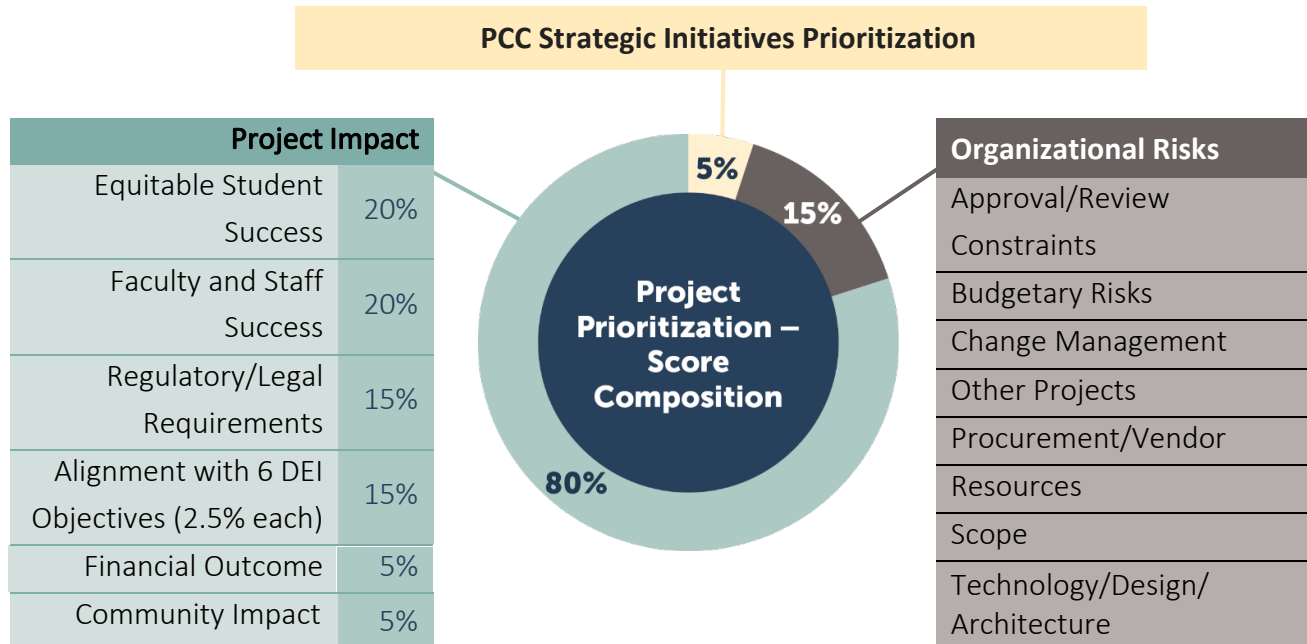 PCC Strategic Initiatives Prioritization
Project Impact
Equitable Student
Success
20%
Faculty and Staff
Success
20%
Regulatory/Legal
Requirements
15%
Alignment with 6 DEI
Objectives (2.5% each)
15%
Financial Outcome
5%
Community Impact
5%
5%
15%
80%
Project
Prioritization –
Score
Composition
Organizational Risks
Approval/Review
Constraints
Budgetary Risks
Change Management
Other Projects
Procurement/Vendor
Resources
Scope
Technology/Design/
Architecture